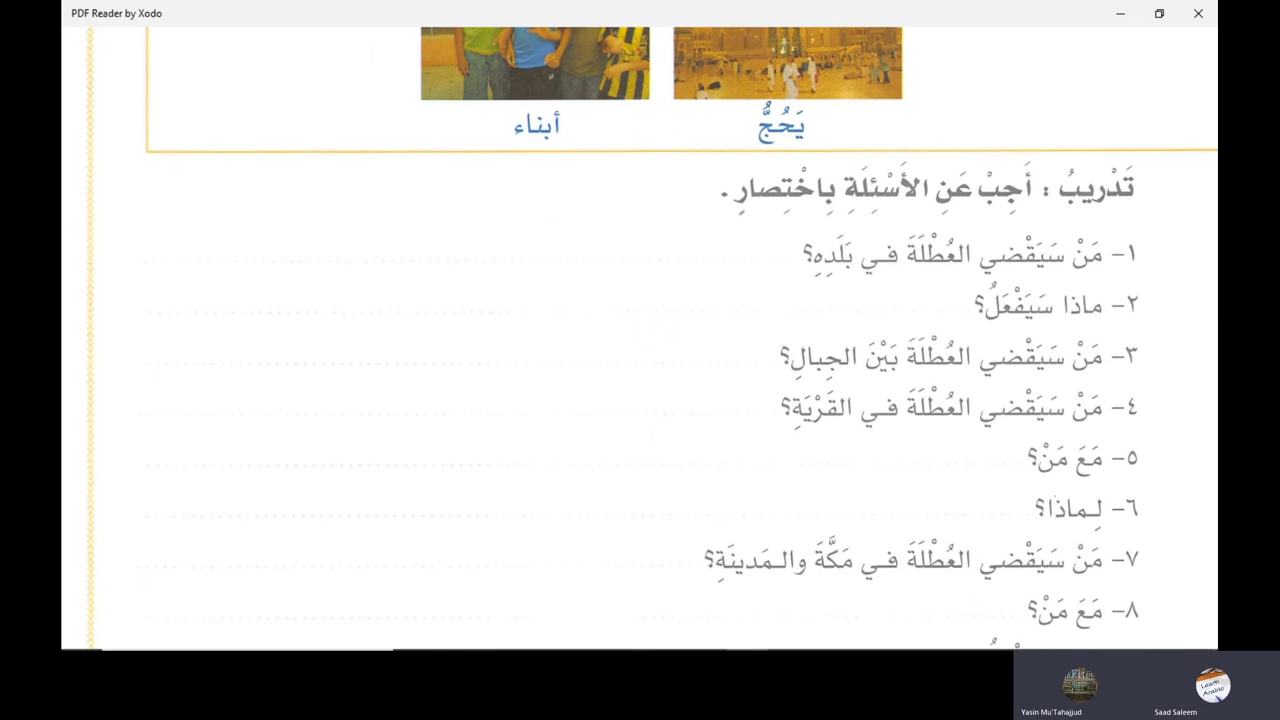 PDF Reader by Xodo
يَحُجُّ
أبناء
تَدْريبُ : أَجِبْ عَنِ الأَسْئِلَةِ بِاخْتِصارٍ .
١- مَنْ سَيَقْضي العُطْلَةَ في بَلَدِهِ؟
٢- ماذا سَيَفْعَلُ؟
٣- مَنْ سَيَقْضي العُطْلَةَ بَيْنَ الجِبالِ؟
٤- مَنْ سَيَقْضي العُطْلَةَ في القَرْيَةِ؟
٥- مَعَ مَنْ؟
٦- لِماذا؟
٧- مَنْ سَيَقْضي العُطْلَةَ في مَكَّةَ والمَدينَةِ؟
٨- مَعَ مَنْ؟
Learn Arabic
Yasin Mu'Tahajjud
Saad Saleem